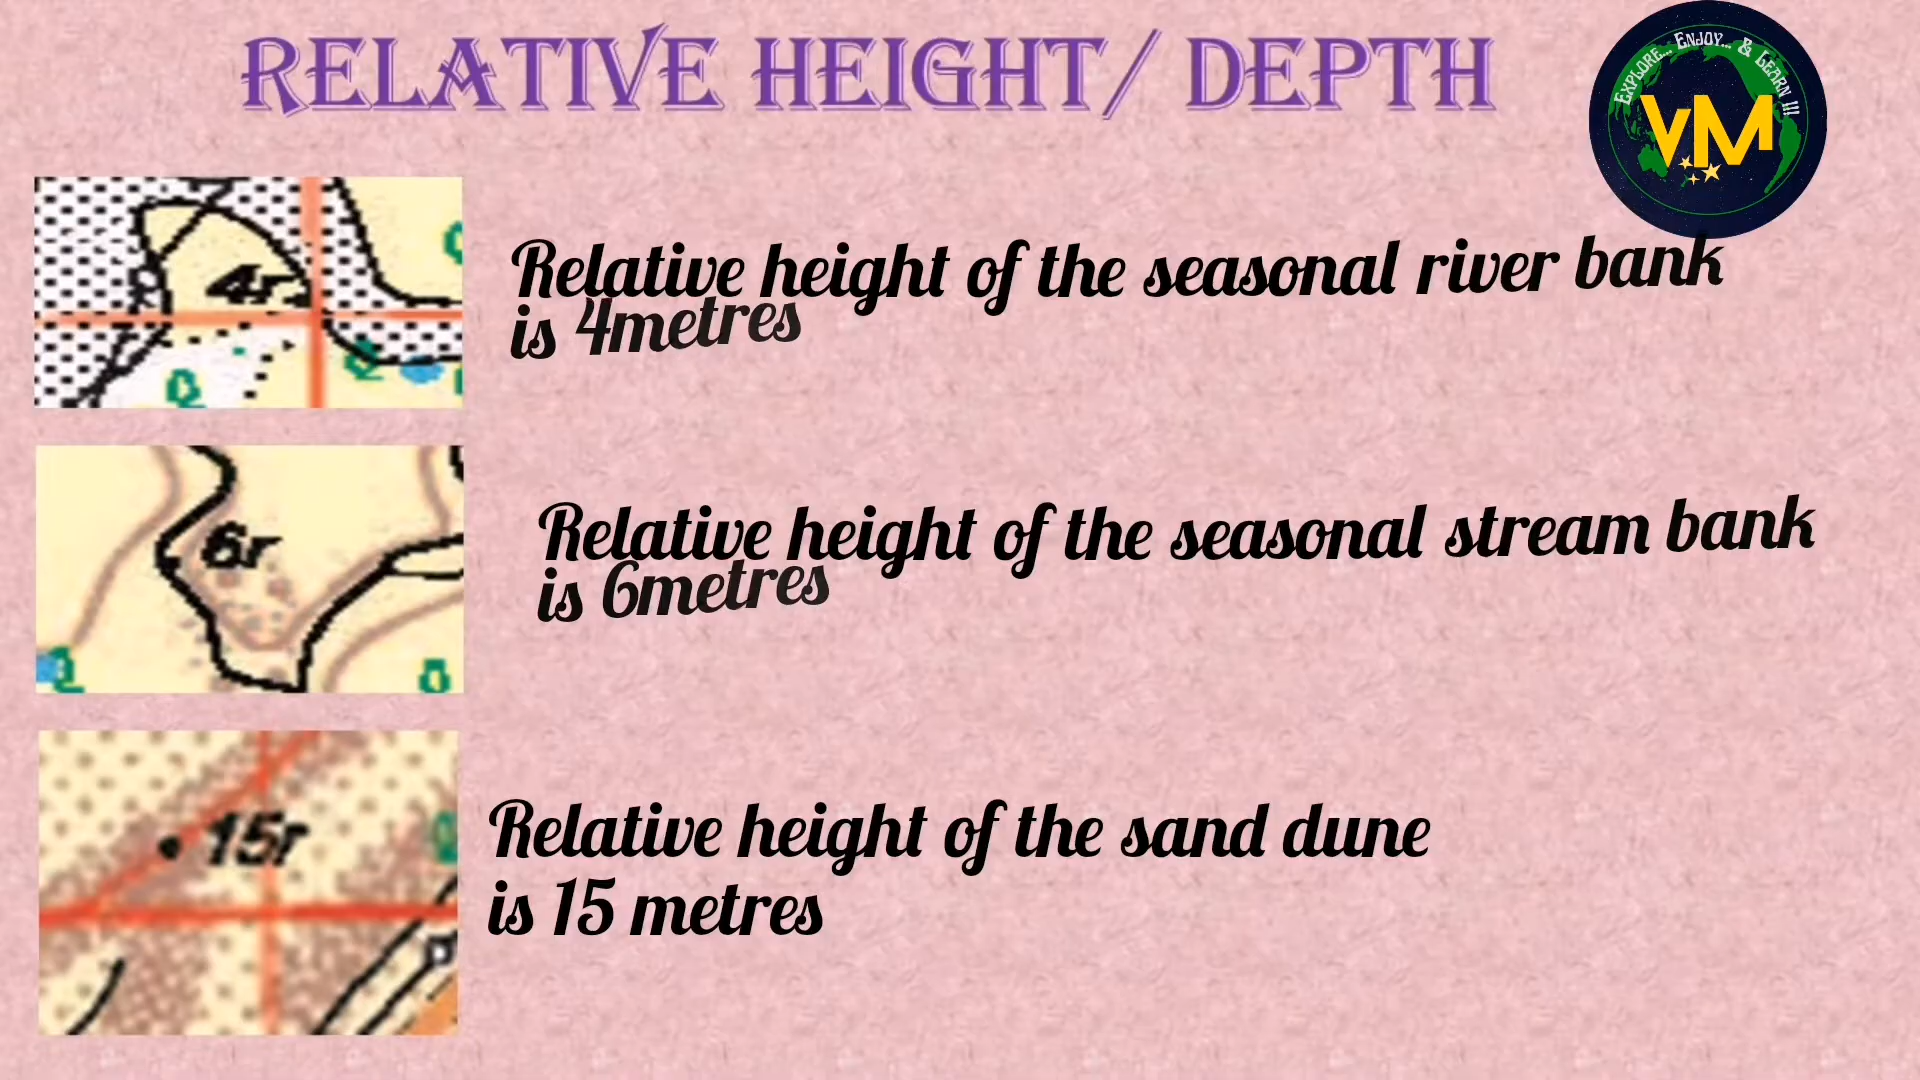 RELATIVE HEIGHT/ DEPTH
EXPLORE... ENJOY... & LEARN !!!
VM
4r
Relative height of the seasonal river bank
is 4metres
6r
Relative height of the seasonal stream bank
is 6metres
15r
Relative height of the sand dune
is 15 metres